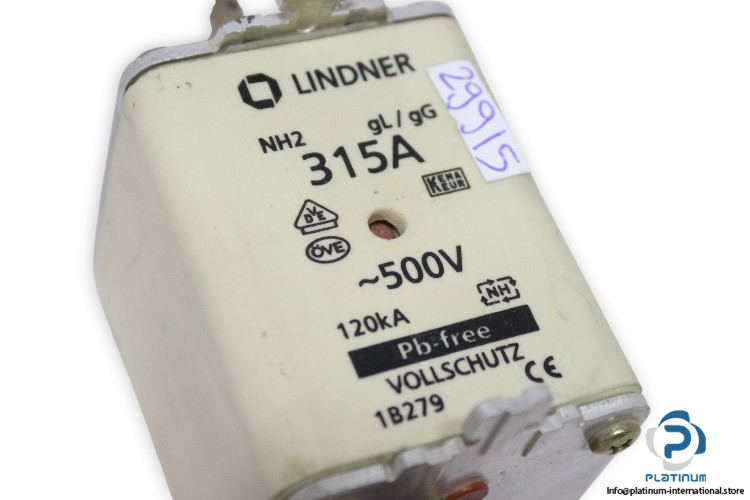 LINDNER
NH2 gL / gG
315A
KEMA
KEUR
VDE
ÖVE
~500V
NH
120kA
Pb-free
VOLLSCHUTZ
1B279
CE
29915
PLATINUM
Info@platinum-international.store